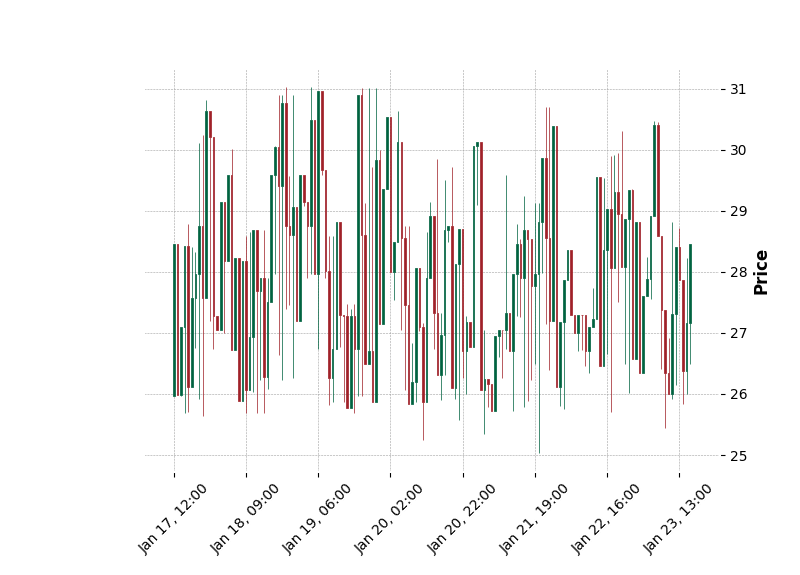 31
30
29
28
27
26
25
Price
Jan 17, 12:00
Jan 18, 09:00
Jan 19, 06:00
Jan 20, 02:00
Jan 20, 22:00
Jan 21, 19:00
Jan 22, 16:00
Jan 23, 13:00